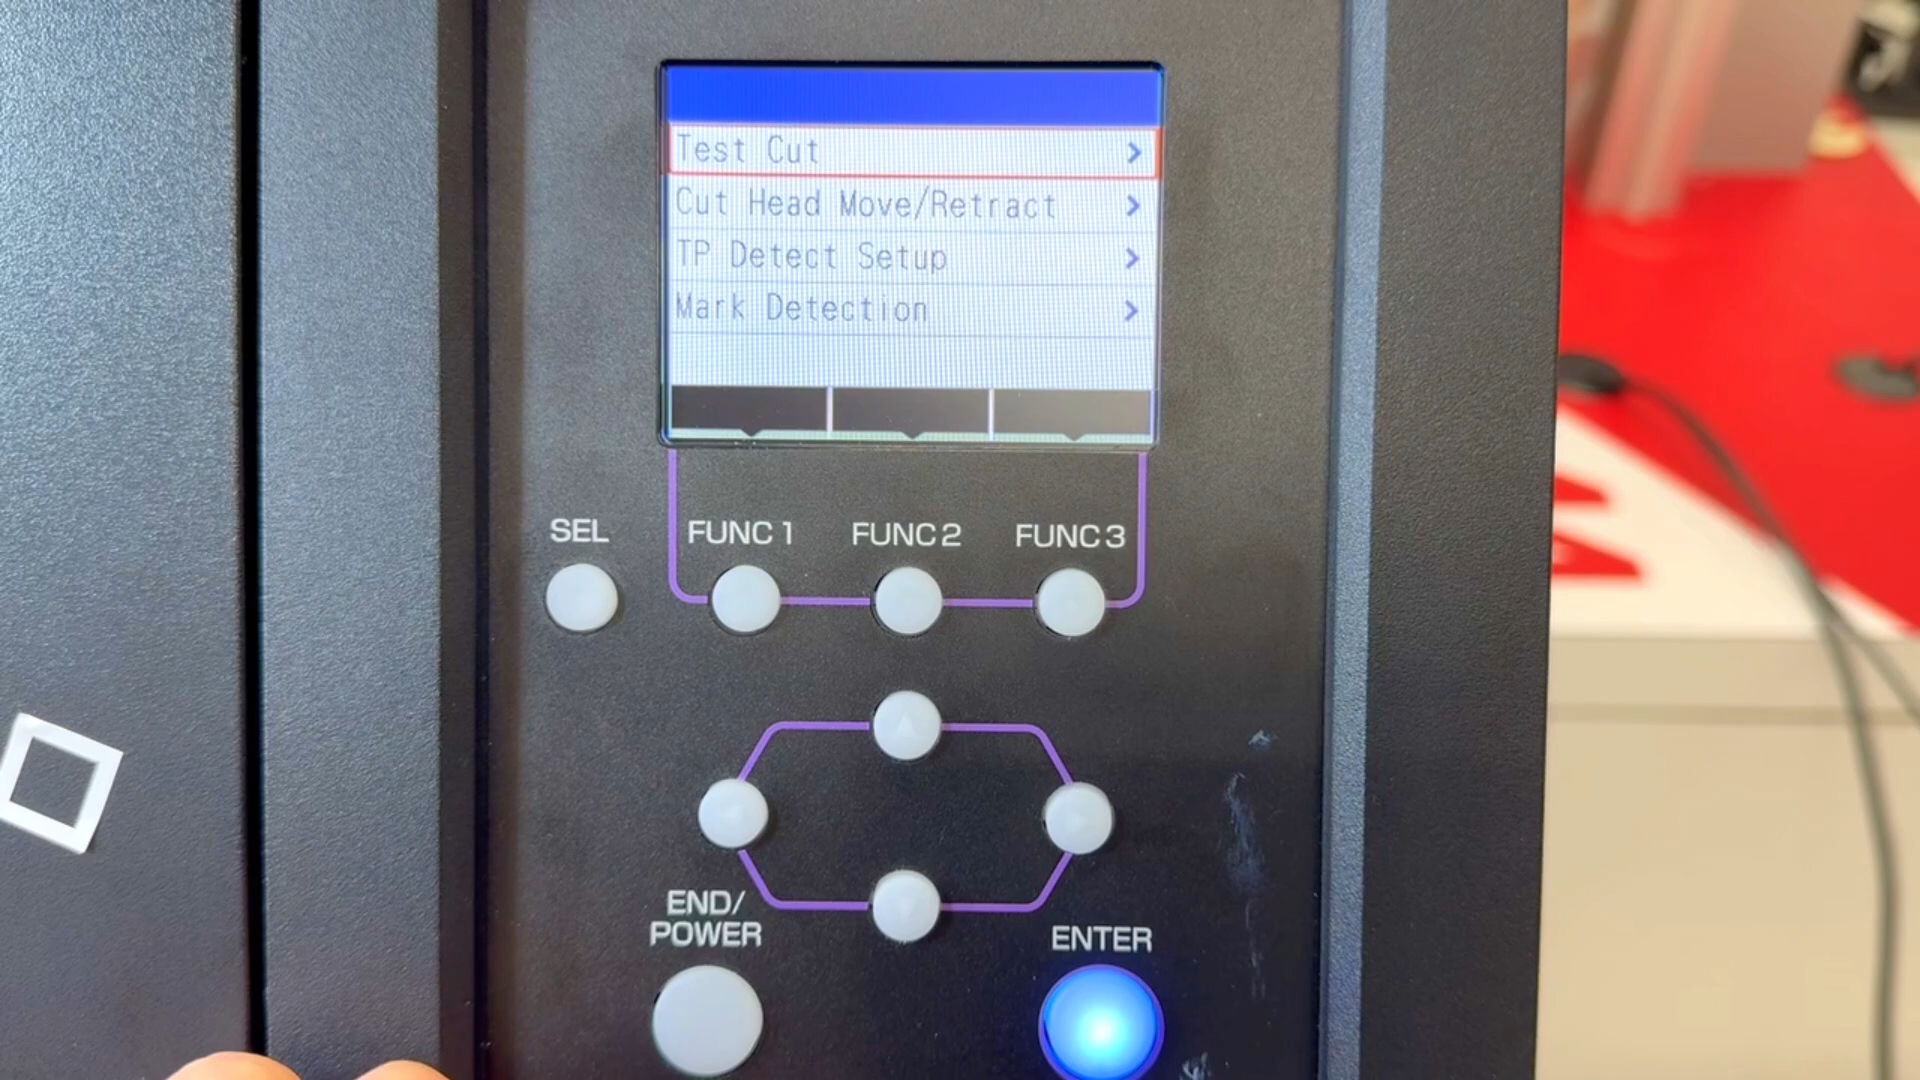 Test Cut >
Cut Head Move/Retract >
TP Detect Setup >
Mark Detection >
SEL
FUNC 1
FUNC 2
FUNC 3
END/
POWER
ENTER